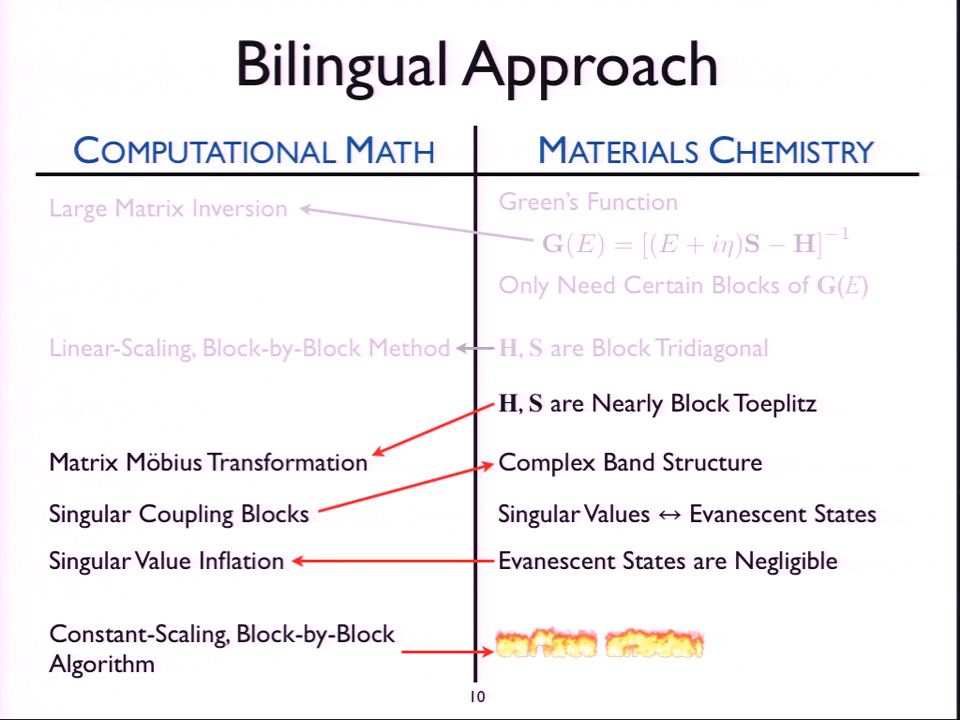 Bilingual Approach
COMPUTATIONAL MATH
MATERIALS CHEMISTRY
Large Matrix Inversion
Green's Function
G(E) = [(E + iη)S − H]⁻¹
Only Need Certain Blocks of G(E)
Linear-Scaling, Block-by-Block Method
H, S are Block Tridiagonal
H, S are Nearly Block Toeplitz
Matrix Möbius Transformation
Complex Band Structure
Singular Coupling Blocks
Singular Values ↔ Evanescent States
Singular Value Inflation
Evanescent States are Negligible
Constant-Scaling, Block-by-Block
Algorithm
10